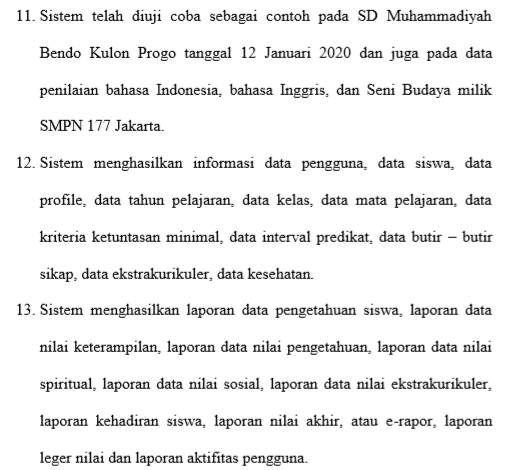 11. Sistem telah diuji coba sebagai contoh pada SD Muhammadiyah
Bendo Kulon Progo tanggal 12 Januari 2020 dan juga pada data
penilaian bahasa Indonesia, bahasa Inggris, dan Seni Budaya milik
SMPN 177 Jakarta.
12. Sistem menghasilkan informasi data pengguna, data siswa, data
profile, data tahun pelajaran, data kelas, data mata pelajaran, data
kriteria ketuntasan minimal, data interval predikat, data butir – butir
sikap, data ekstrakurikuler, data kesehatan.
13. Sistem menghasilkan laporan data pengetahuan siswa, laporan data
nilai keterampilan, laporan data nilai pengetahuan, laporan data nilai
spiritual, laporan data nilai sosial, laporan data nilai ekstrakurikuler,
laporan kehadiran siswa, laporan nilai akhir, atau e-rapor, laporan
leger nilai dan laporan aktifitas pengguna.